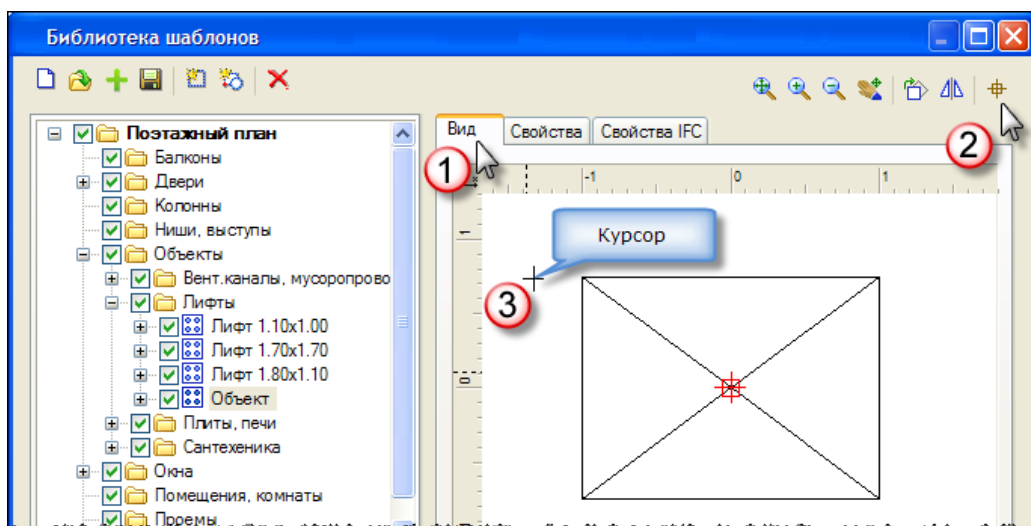 Библиотека шаблонов
Вид
Свойства
Свойства IFC
1
2
-1
0
1
Курсор
3
1
0
Поэтажный план
Балконы
Двери
Колонны
Ниши, выступы
Объекты
Вент.каналы, мусоропрово
Лифты
Лифт 1.10x1.00
Лифт 1.70x1.70
Лифт 1.80x1.10
Объект
Плиты, печи
Сантехеника
Окна
Помещения, комнаты
Проемы